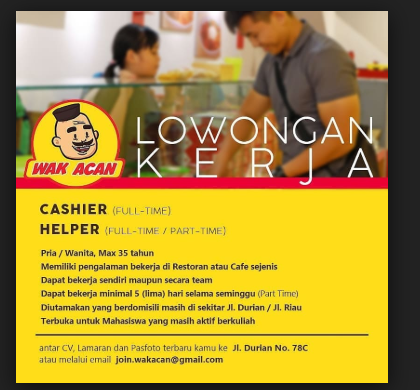 WAK ACAN
LOWONGAN
KERJA
CASHIER (FULL-TIME)
HELPER (FULL-TIME / PART-TIME)
Pria / Wanita, Max 35 tahun
Memiliki pengalaman bekerja di Restoran atau Cafe sejenis
Dapat bekerja sendiri maupun secara team
Dapat bekerja minimal 5 (lima) hari selama seminggu (Part Time)
Diutamakan yang berdomisili masih di sekitar Jl. Durian / Jl. Riau
Terbuka untuk Mahasiswa yang masih aktif berkuliah
antar CV, Lamaran dan Pasfoto terbaru kamu ke Jl. Durian No. 78C
atau melalui email join.wakacan@gmail.com